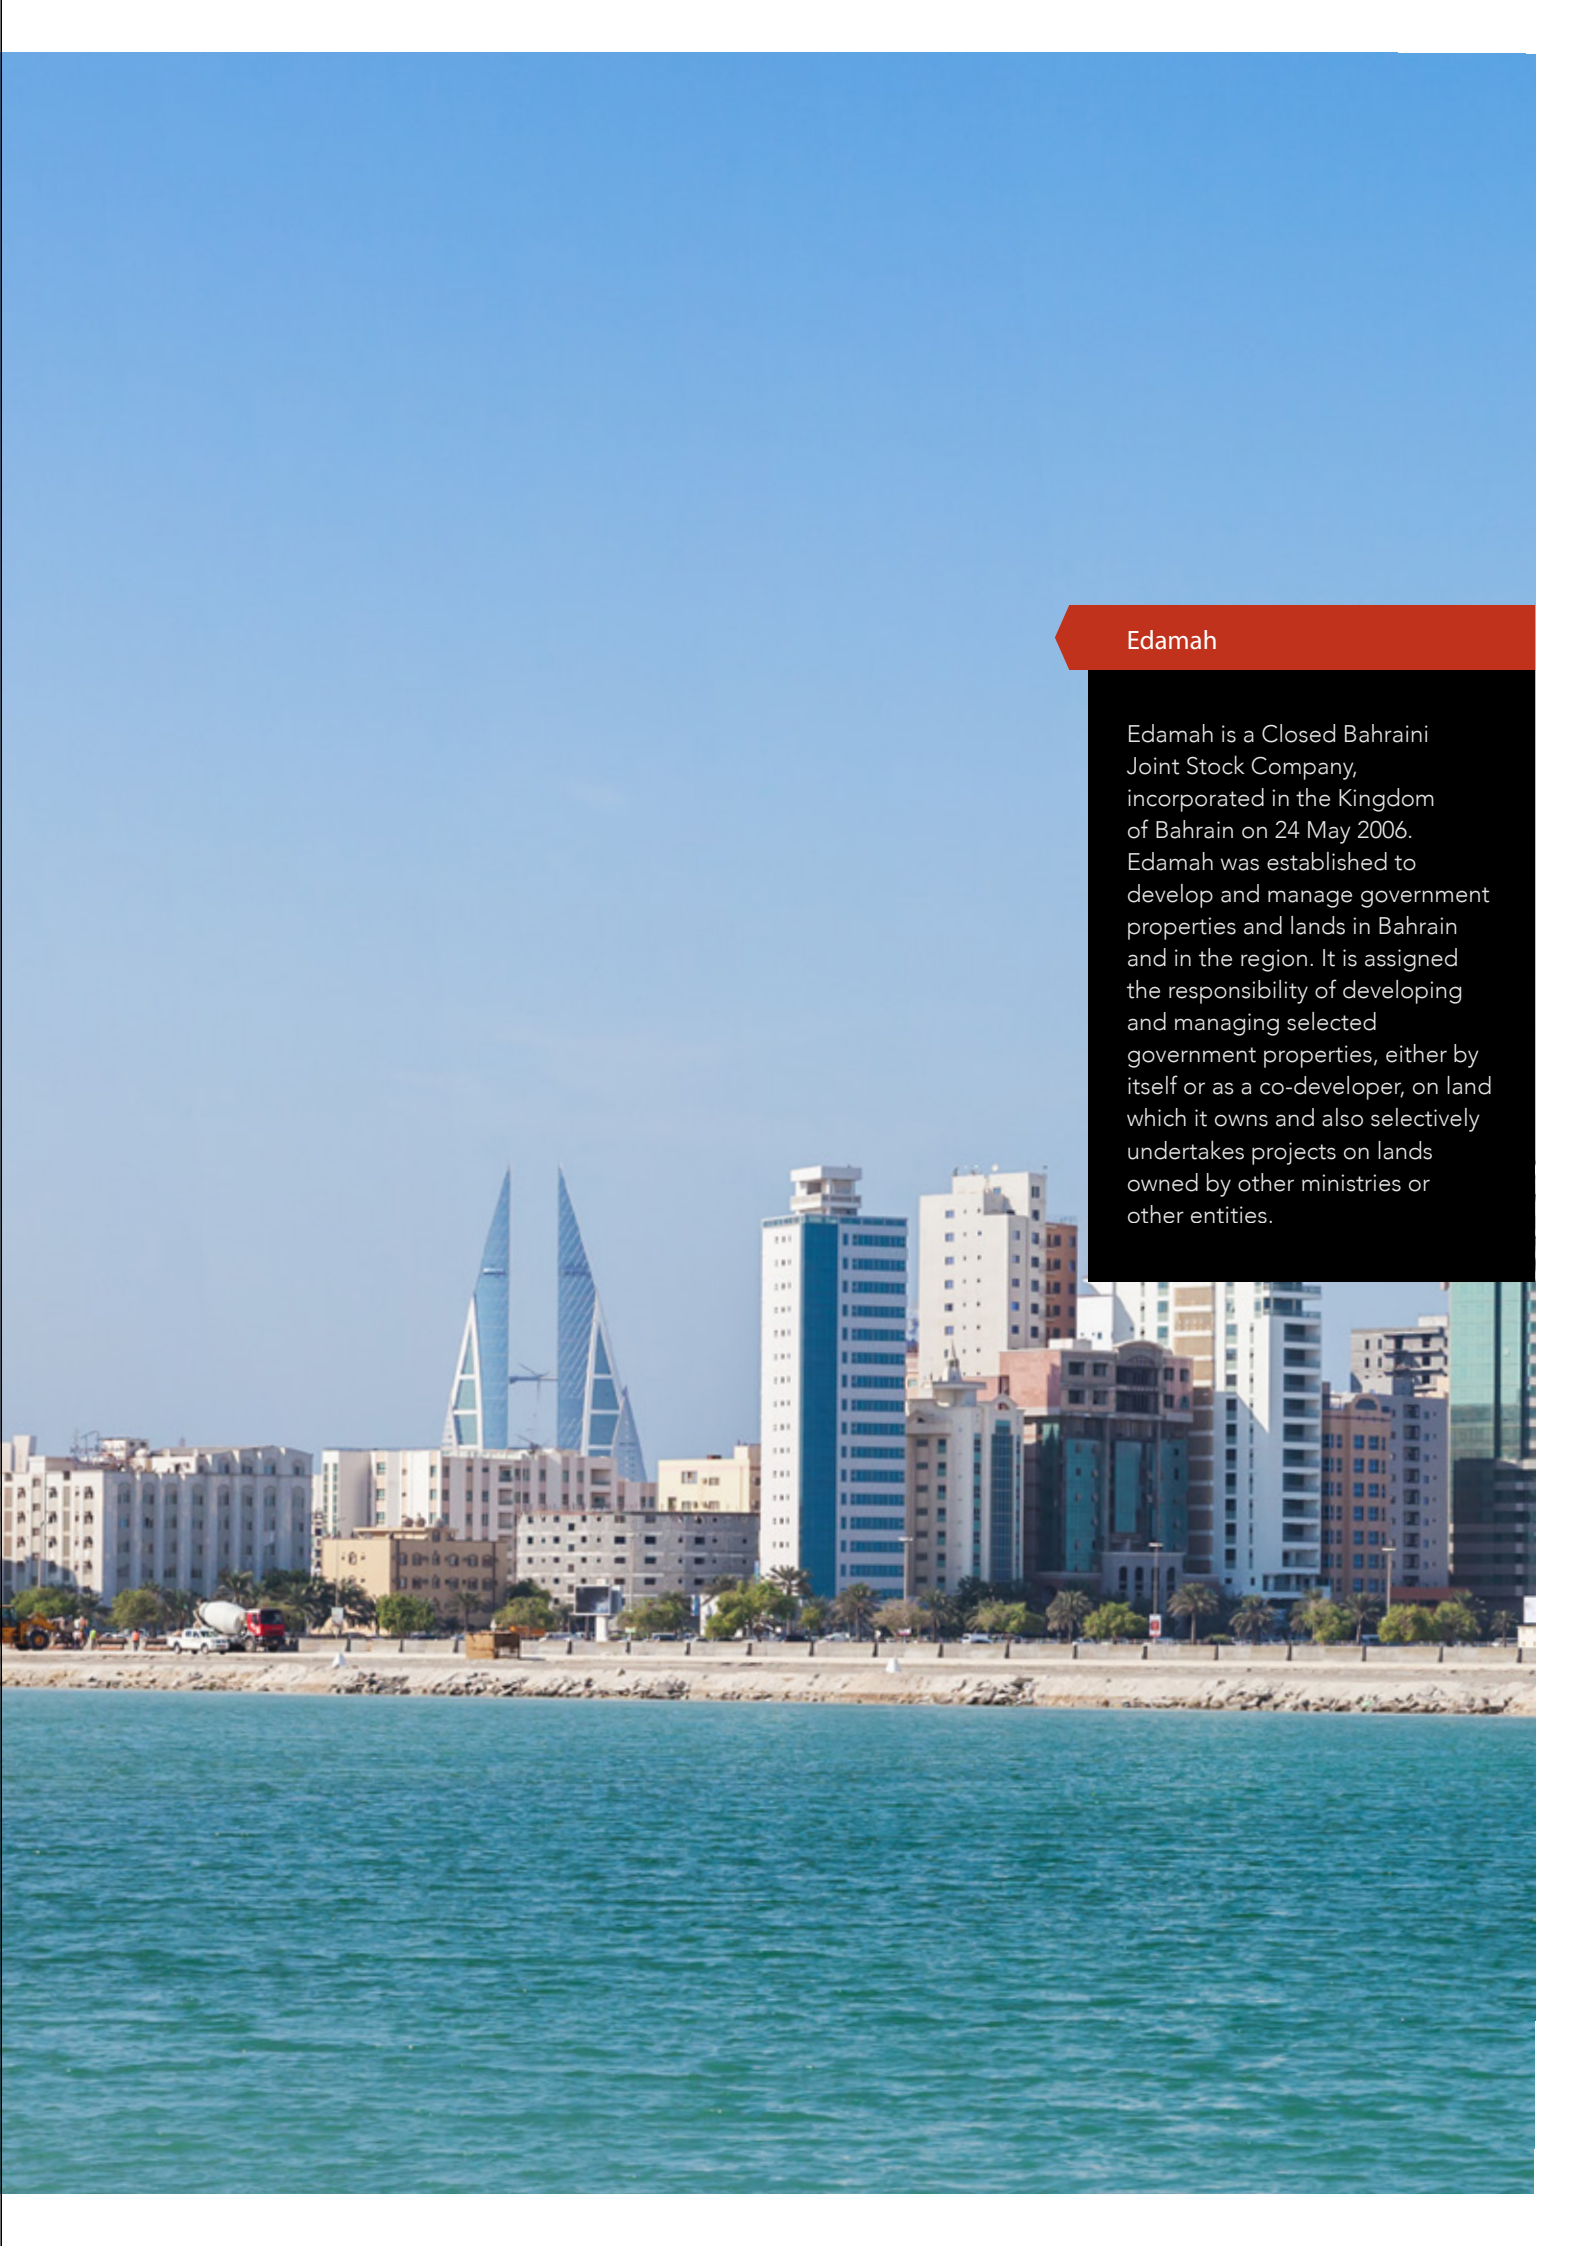 Edamah
Edamah is a Closed Bahraini
Joint Stock Company,
incorporated in the Kingdom
of Bahrain on 24 May 2006.
Edamah was established to
develop and manage government
properties and lands in Bahrain
and in the region. It is assigned
the responsibility of developing
and managing selected
government properties, either by
itself or as a co-developer, on land
which it owns and also selectively
undertakes projects on lands
owned by other ministries or
other entities.